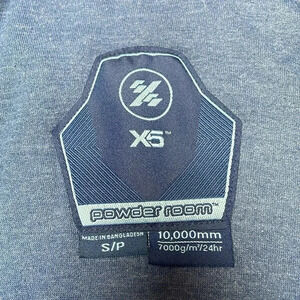 X5™
powder room™
MADE IN BANGLADESH
S/P
10,000mm
7000g/m²/24hr